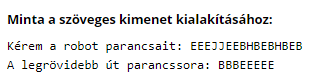 Minta a szöveges kimenet kialakításához:
Kérem a robot parancsait: EEEJJEEBHBEBHBEB
A legrövidebb út parancssora: BBBEEEEE